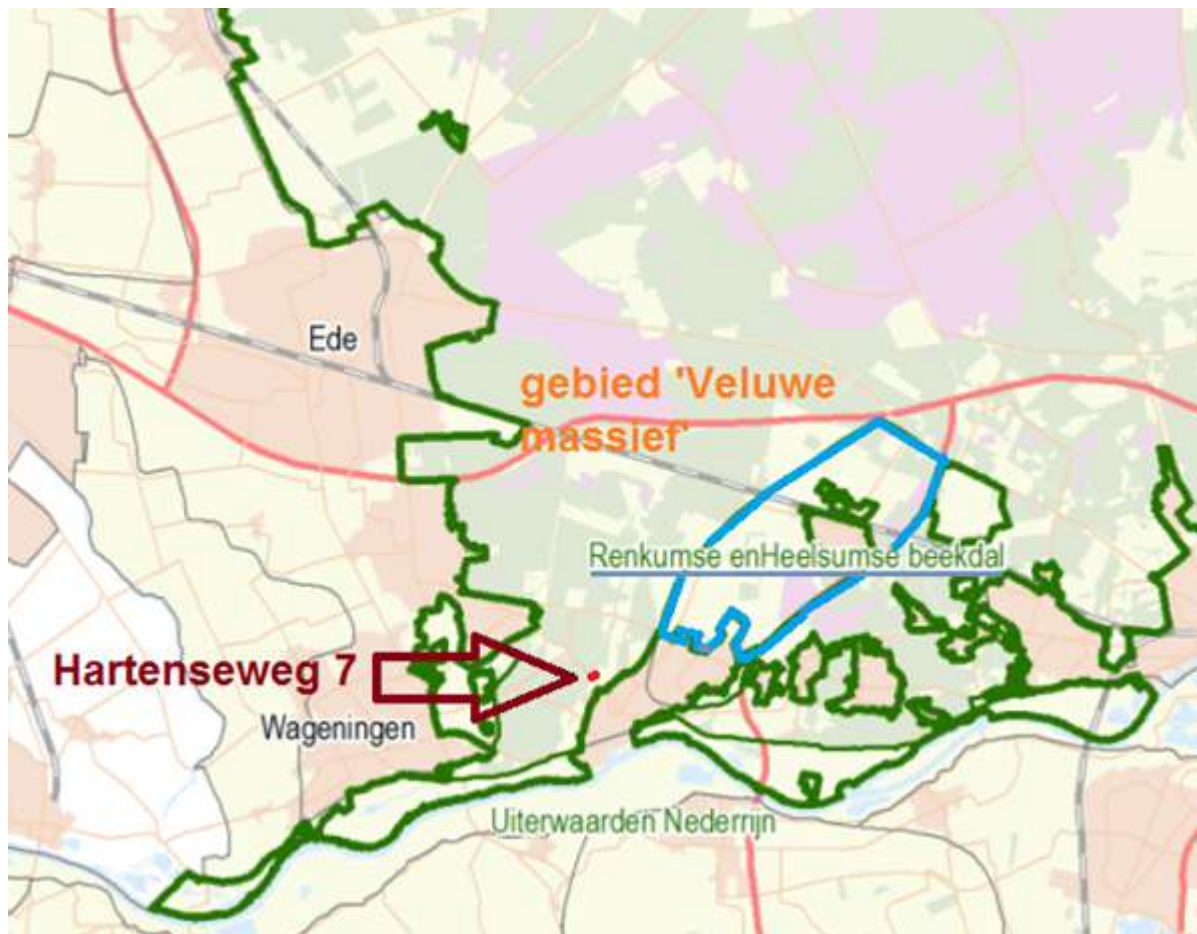 Ede
gebied 'Veluwe
massief'
Renkumse enHeelsumse beekdal
Hartenseweg 7
Wageningen
Uiterwaarden Nederrijn